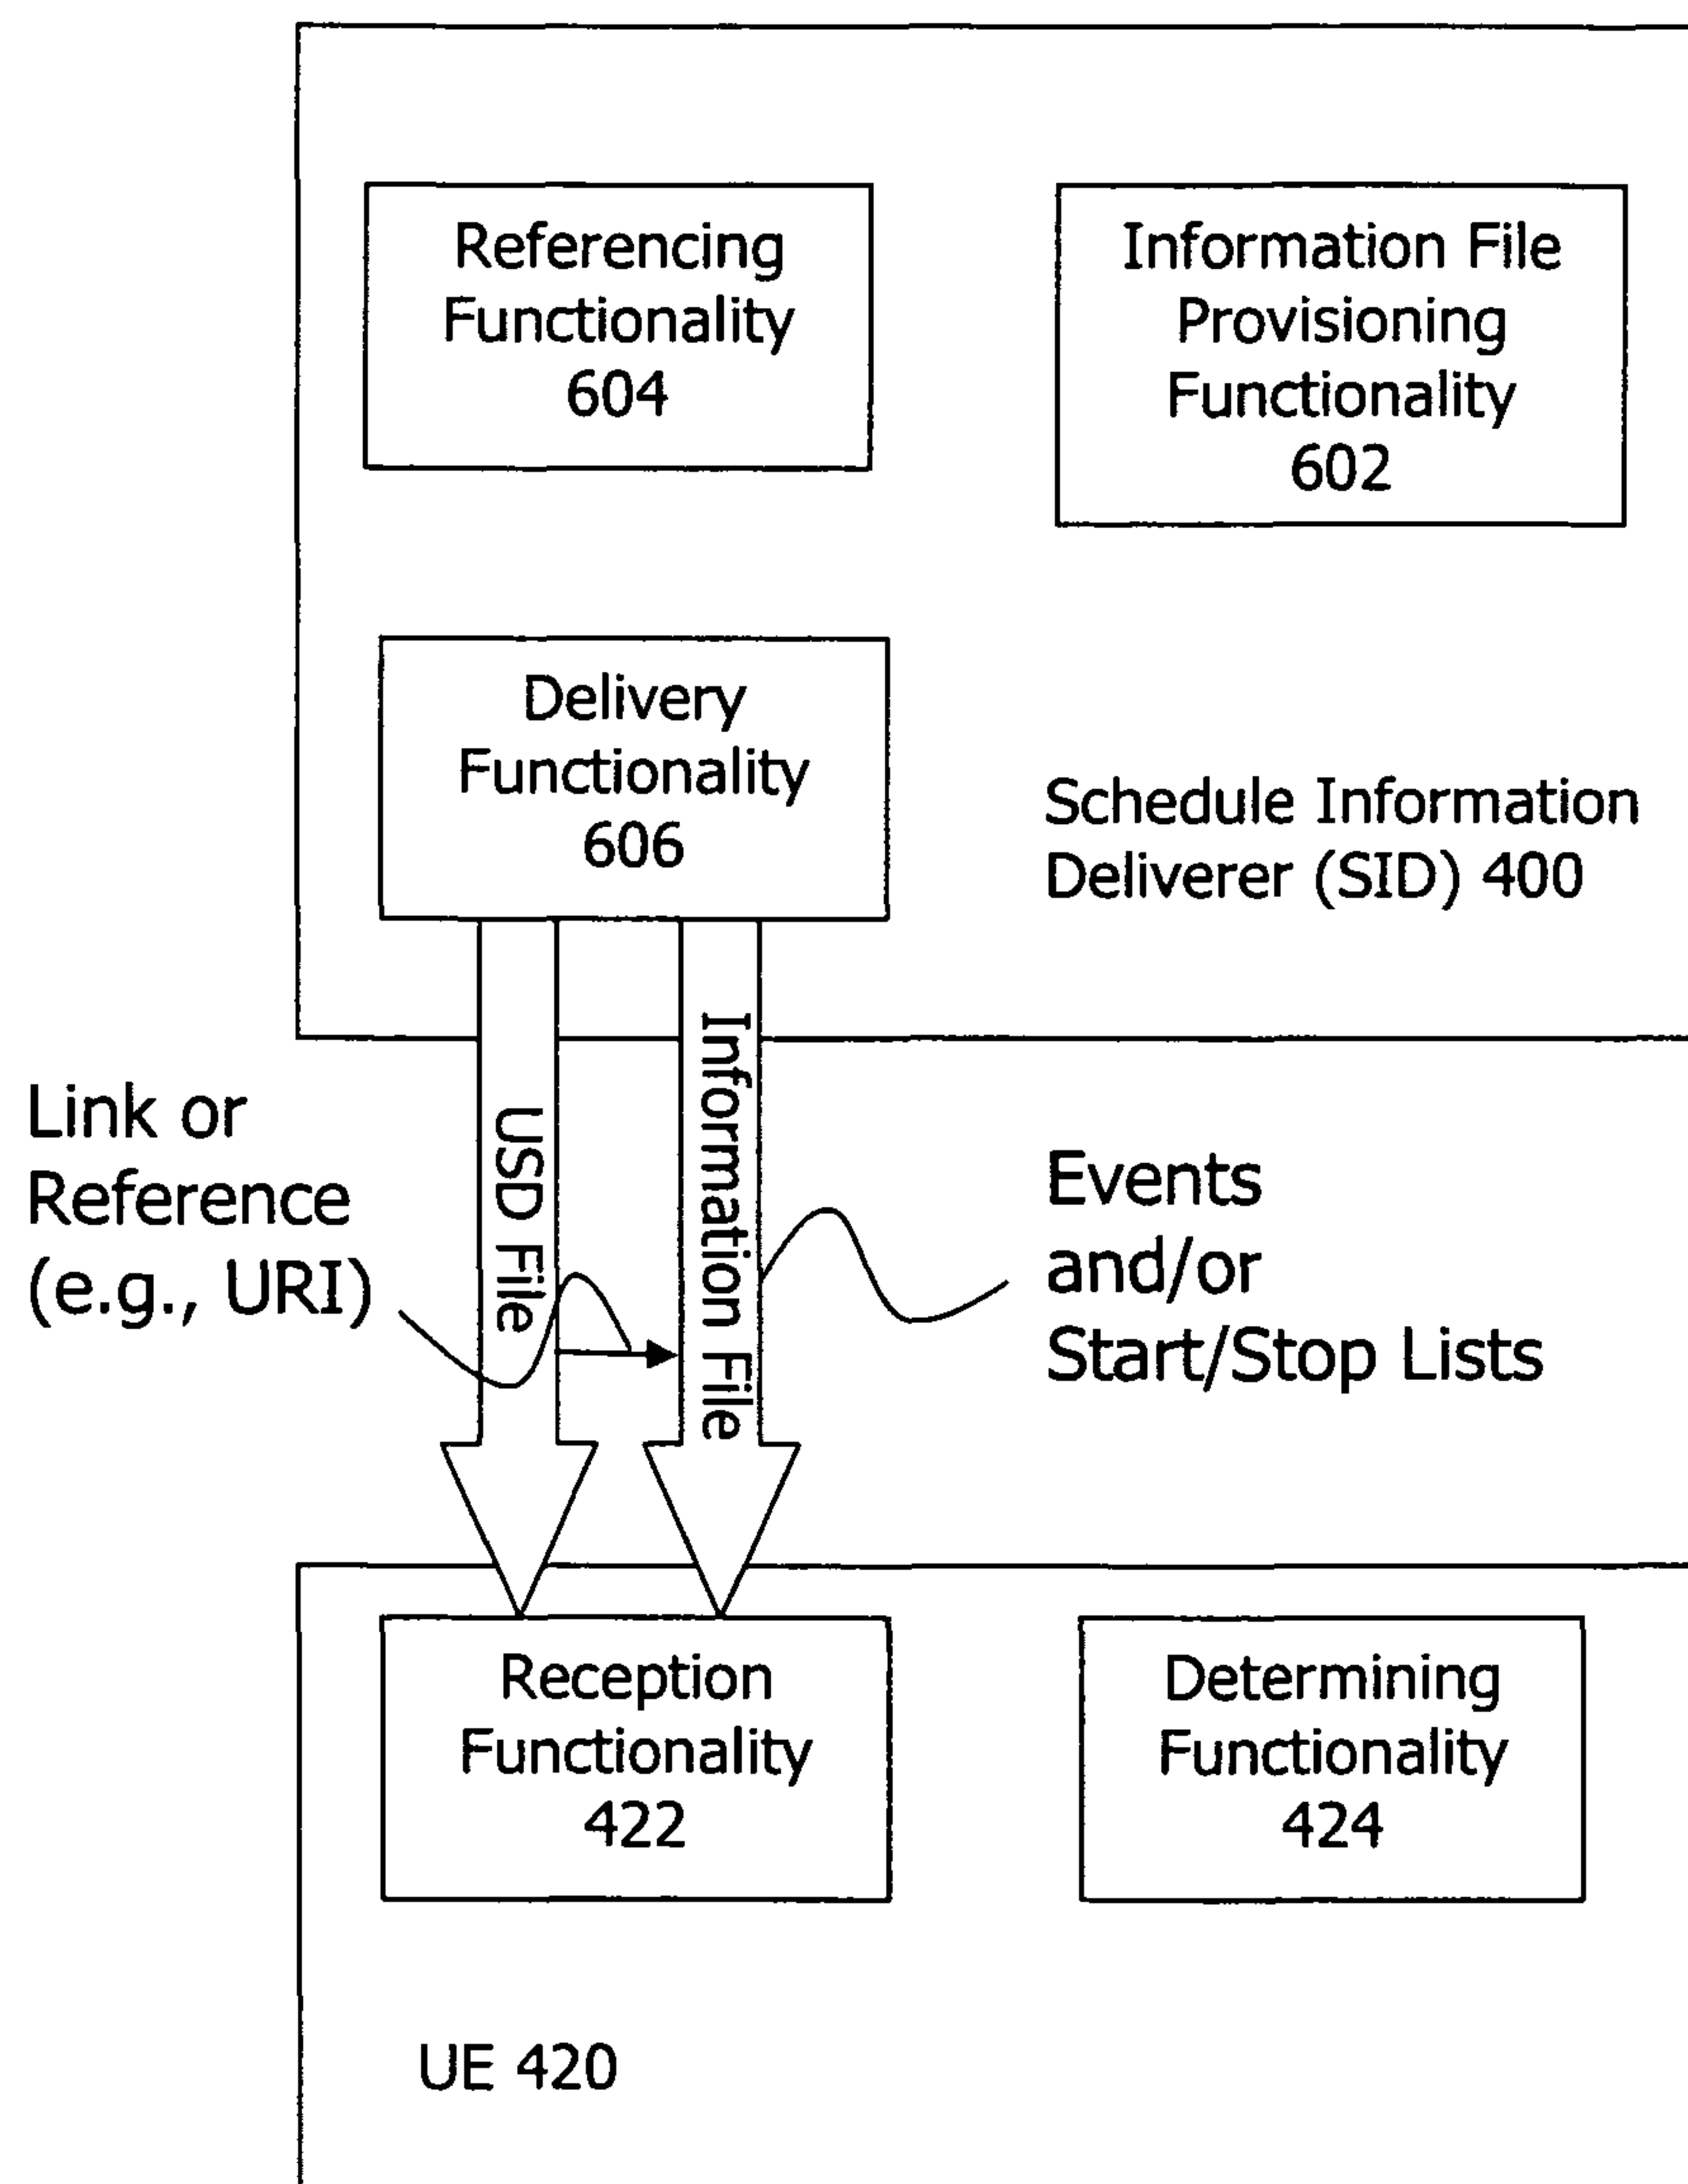 Referencing
Functionality
604
Information File
Provisioning
Functionality
602
Delivery
Functionality
606
Schedule Information
Deliverer (SID) 400
Link or
Reference
(e.g., URI)
USD File
Information File
Events
and/or
Start/Stop Lists
Reception
Functionality
422
Determining
Functionality
424
UE 420